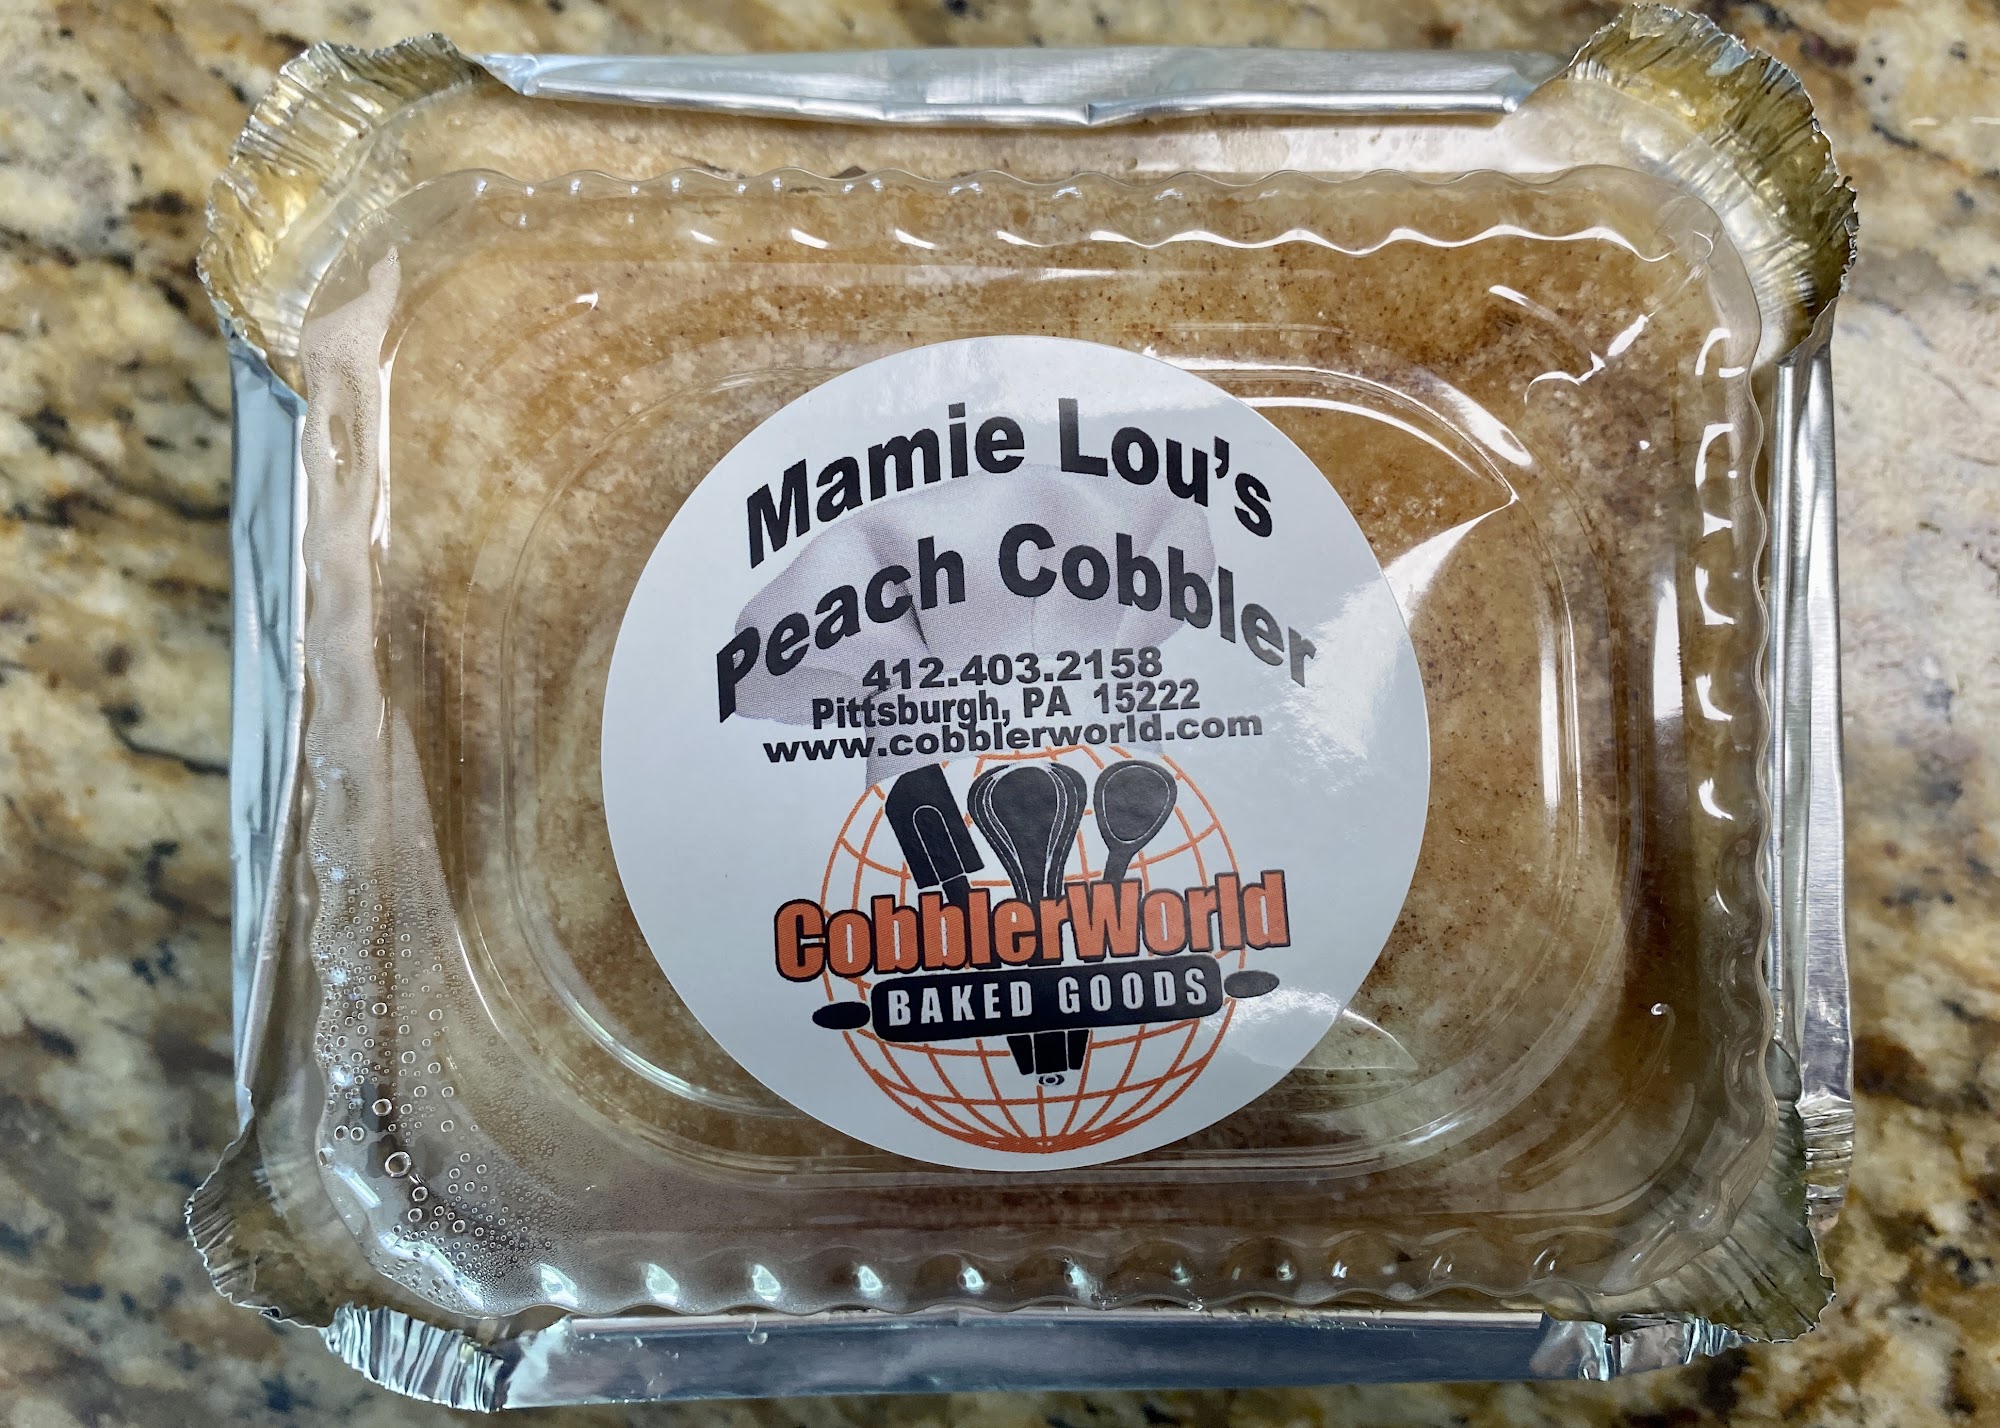 Mamie Lou's
Peach Cobbler
412.403.2158
Pittsburgh, PA 15222
www.cobblerworld.com
CobblerWorld
BAKED GOODS